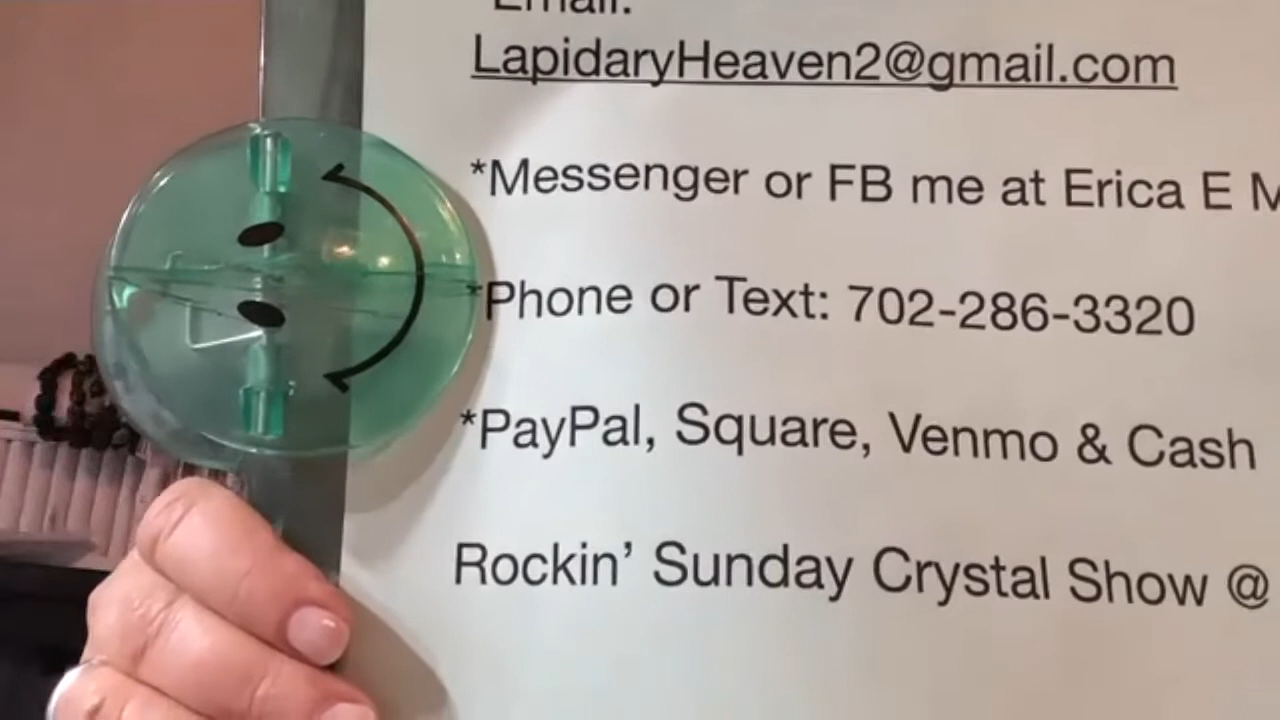 Email:
LapidaryHeaven2@gmail.com
*Messenger or FB me at Erica E
*Phone or Text: 702-286-3320
*PayPal, Square, Venmo & Cash
Rockin' Sunday Crystal Show @